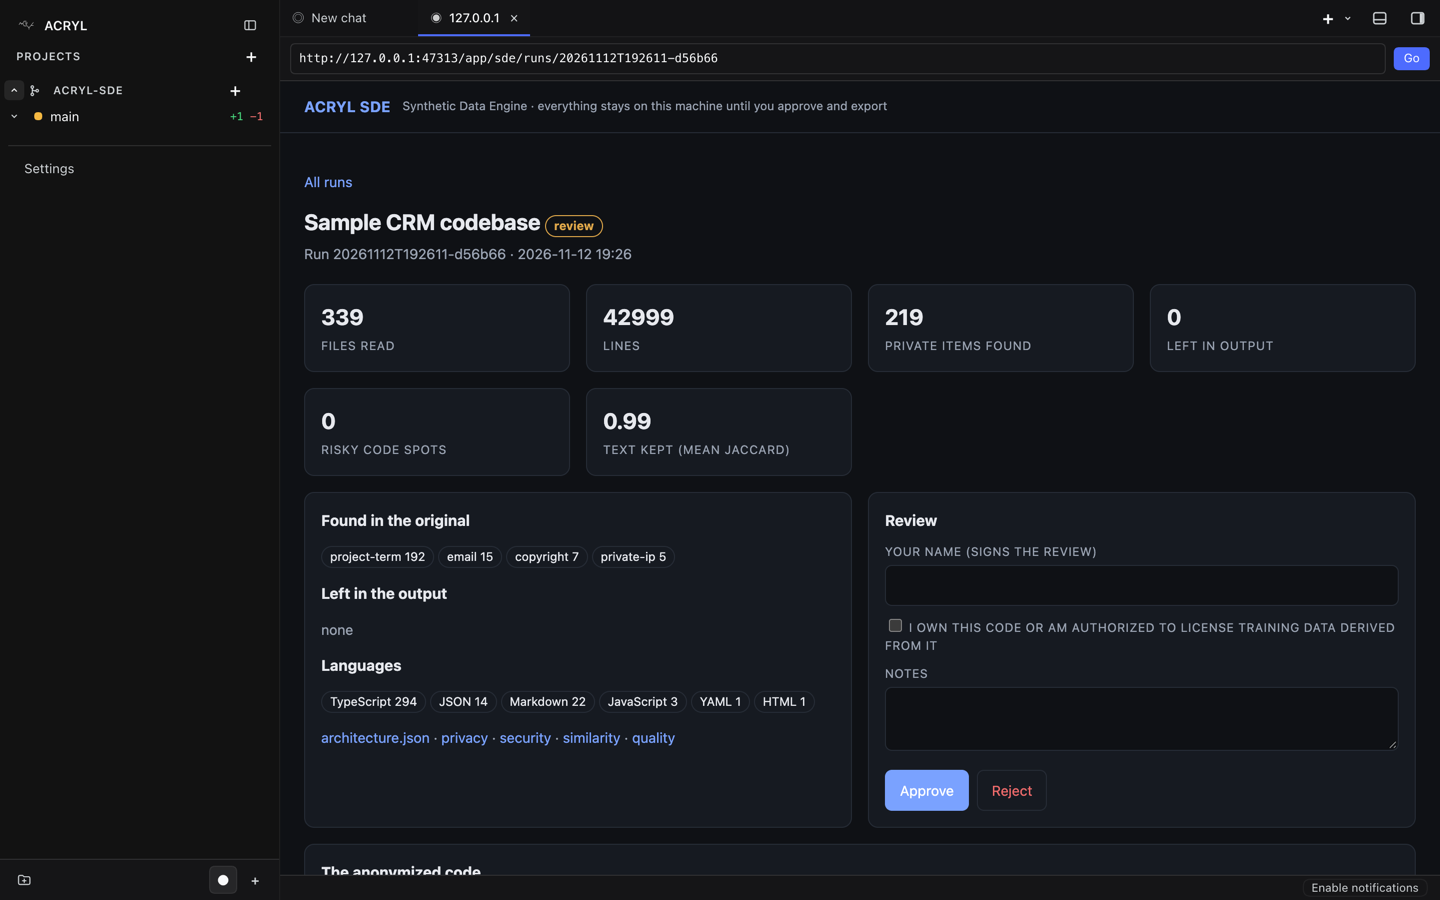 ACRYL
New chat
127.0.0.1
PROJECTS
http://127.0.0.1:47313/app/sde/runs/20261112T192611-d56b66
Go
ACRYL-SDE
main
+1 −1
Settings
ACRYL SDE
Synthetic Data Engine · everything stays on this machine until you approve and export
All runs
Sample CRM codebase review
Run 20261112T192611-d56b66 · 2026-11-12 19:26
339
FILES READ
42999
LINES
219
PRIVATE ITEMS FOUND
0
LEFT IN OUTPUT
0
RISKY CODE SPOTS
0.99
TEXT KEPT (MEAN JACCARD)
Found in the original
project-term 192 email 15 copyright 7 private-ip 5
Left in the output
none
Languages
TypeScript 294 JSON 14 Markdown 22 JavaScript 3 YAML 1 HTML 1
architecture.json · privacy · security · similarity · quality
Review
YOUR NAME (SIGNS THE REVIEW)
I OWN THIS CODE OR AM AUTHORIZED TO LICENSE TRAINING DATA DERIVED
FROM IT
NOTES
Approve
Reject
The anonymized code
Enable notifications